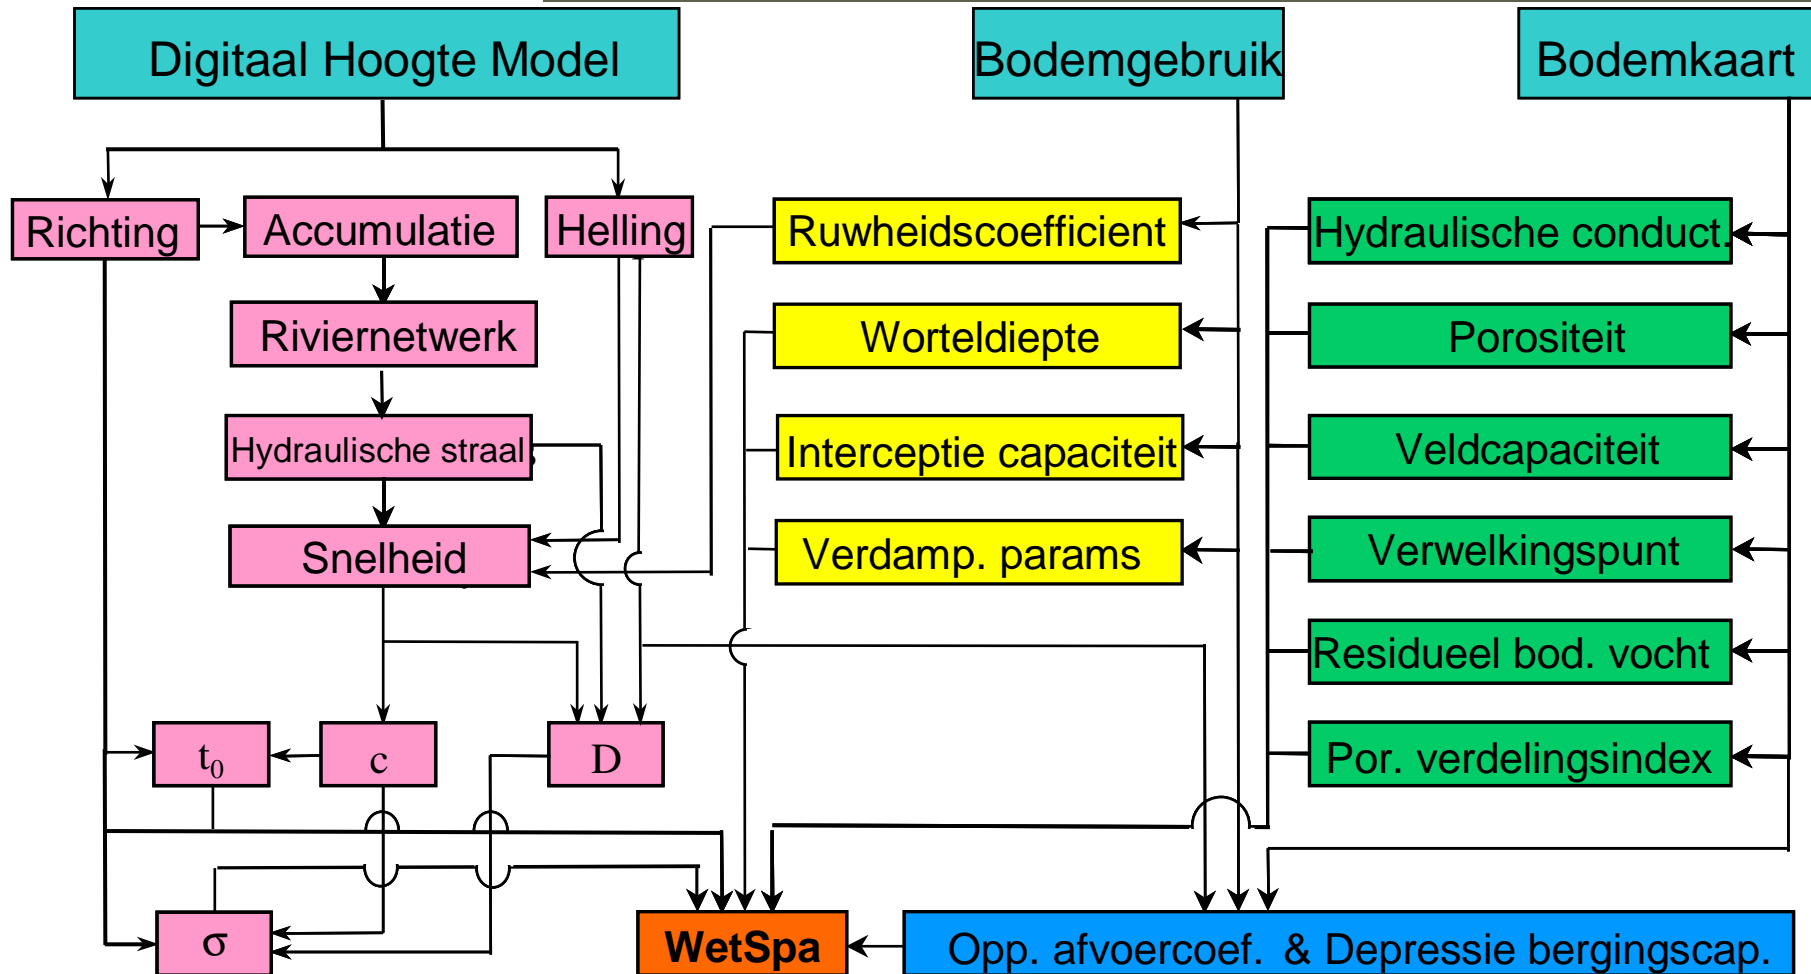 Digitaal Hoogte Model
Bodemgebruik
Bodemkaart
Richting
Accumulatie
Helling
Ruwheidscoefficient
Hydraulische conduct.
Riviernetwerk
Worteldiepte
Porositeit
Hydraulische straal
Interceptie capaciteit
Veldcapaciteit
Snelheid
Verdamp. params
Verwelkingspunt
Residueel bod. vocht
t₀
c
D
Por. verdelingsindex
σ
WetSpa
Opp. afvoercoef. & Depressie bergingscap.